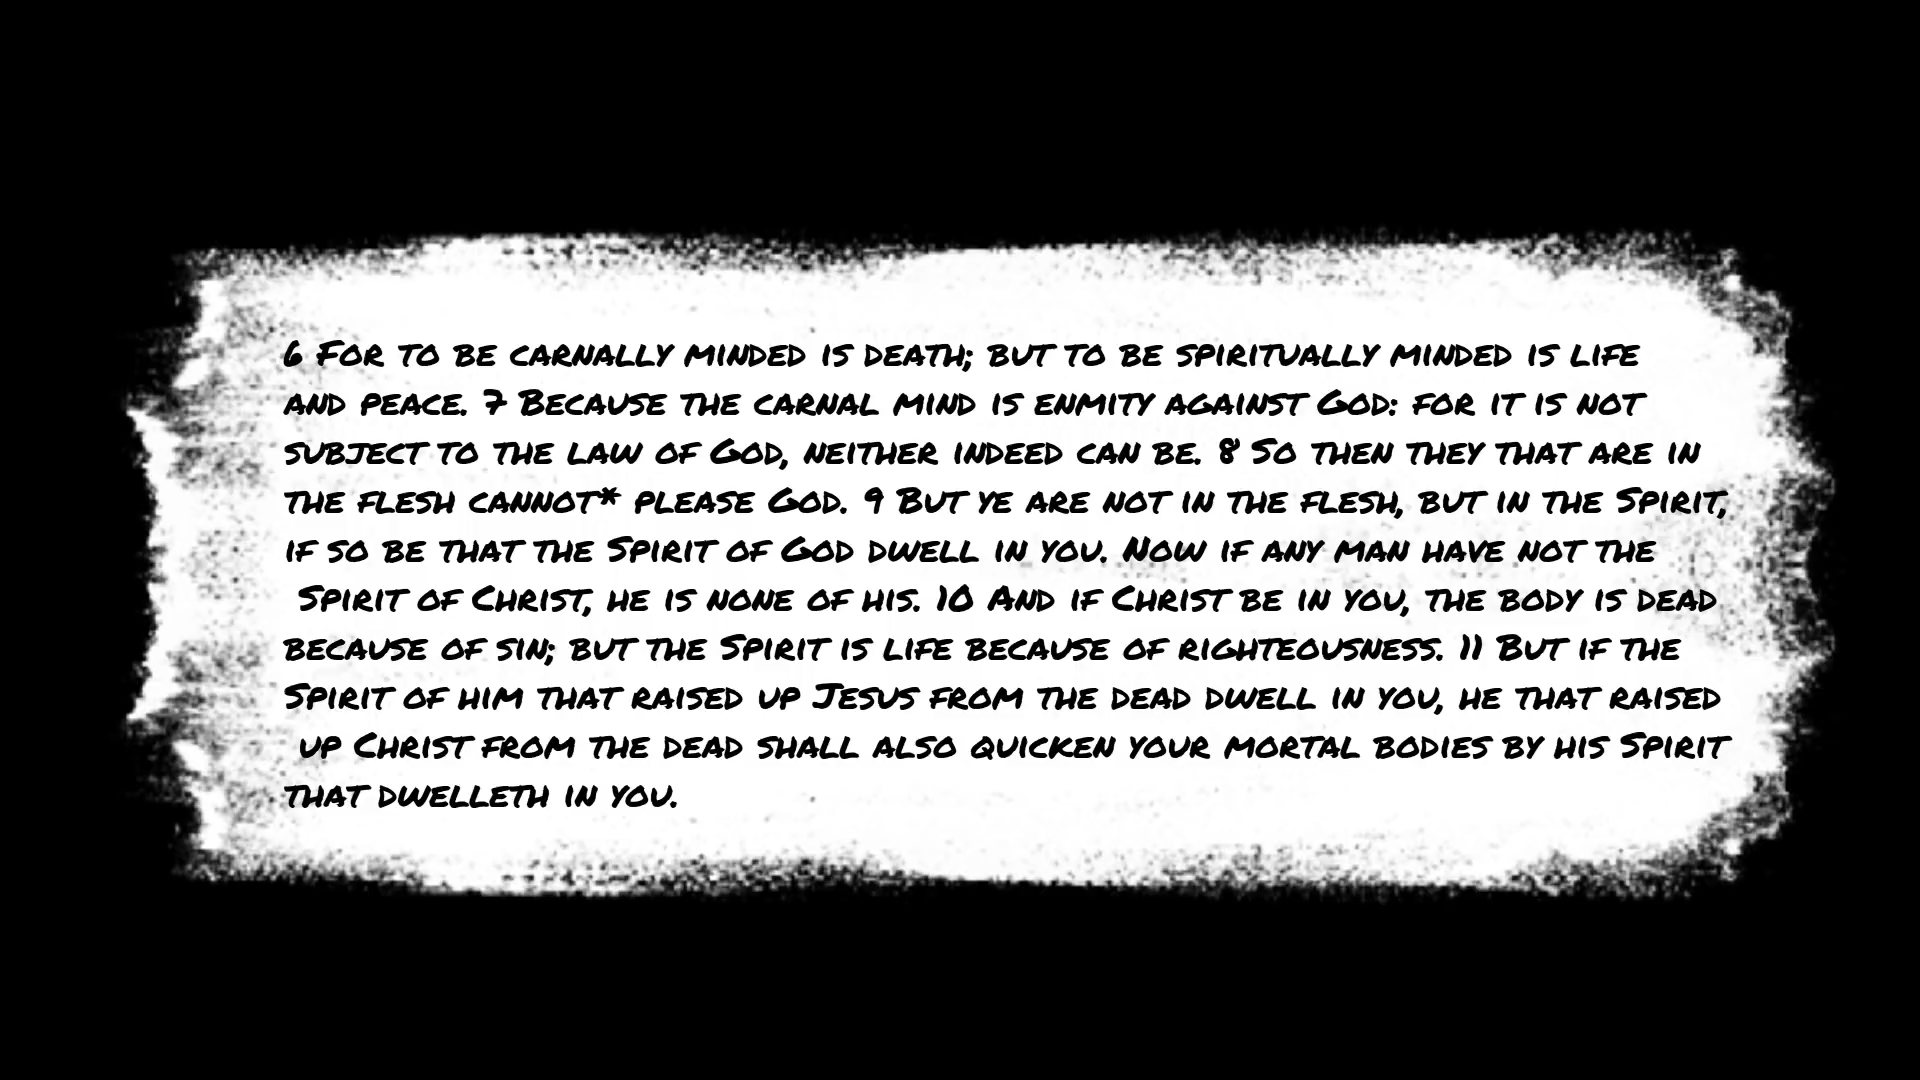 6 For to be carnally minded is death; but to be spiritually minded is life
and peace. 7 Because the carnal mind is enmity against God: for it is not
subject to the law of God, neither indeed can be. 8 So then they that are in
the flesh cannot* please God. 9 But ye are not in the flesh, but in the Spirit,
if so be that the Spirit of God dwell in you. Now if any man have not the
Spirit of Christ, he is none of his. 10 And if Christ be in you, the body is dead
because of sin; but the Spirit is life because of righteousness. 11 But if the
Spirit of him that raised up Jesus from the dead dwell in you, he that raised
up Christ from the dead shall also quicken your mortal bodies by his Spirit
that dwelleth in you.